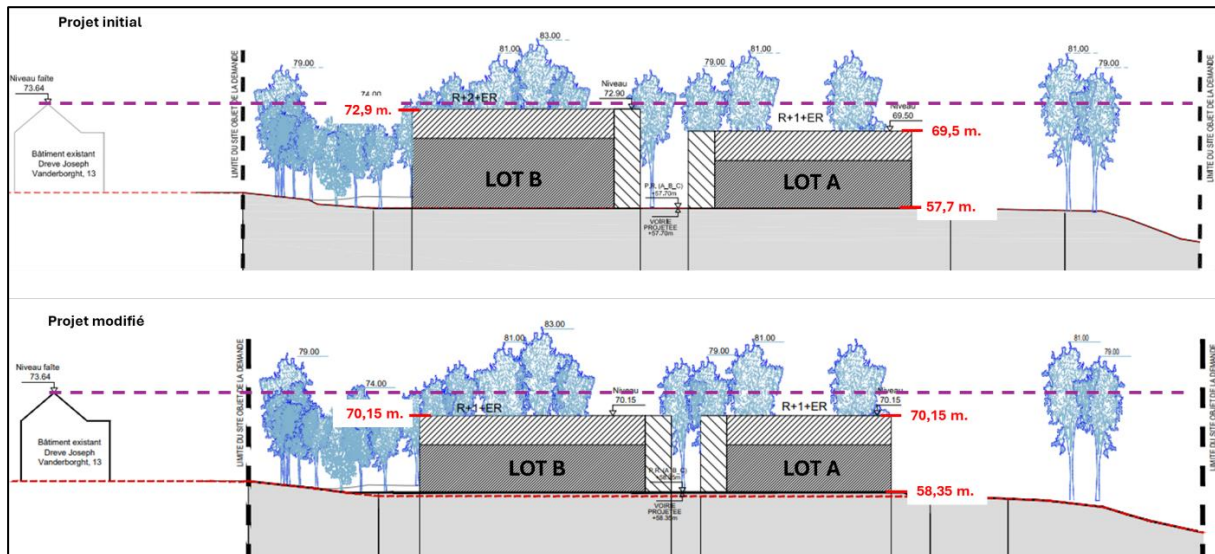 Projet initial
LIMITE DU SITE OBJET DE LA DEMANDE
Niveau faîte
73.64
Bâtiment existant
Dreve Joseph
Vanderborght, 13
79.00
74.00
72,9 m.
R+2+ER
81.00
83.00
Niveau
72.90
79.00
81.00
R+1+ER
Niveau
69.50
69,5 m.
81.00
79.00
LIMITE DU SITE OBJET DE LA DEMANDE
LOT B
LOT A
P.R. (A_B_C)
+57.70m
VOIRIE
PROJETEE
+57.70m
57,7 m.
Projet modifié
LIMITE DU SITE OBJET DE LA DEMANDE
Niveau faîte
73.64
Bâtiment existant
Dreve Joseph
Vanderborght, 13
79.00
74.00
70,15 m.
R+1+ER
81.00
83.00
Niveau
70.15
79.00
81.00
R+1+ER
Niveau
70.15
70,15 m.
81.00
79.00
LIMITE DU SITE OBJET DE LA DEMANDE
LOT B
LOT A
VOIRIE
PROJETEE
+58.35m
58,35 m.